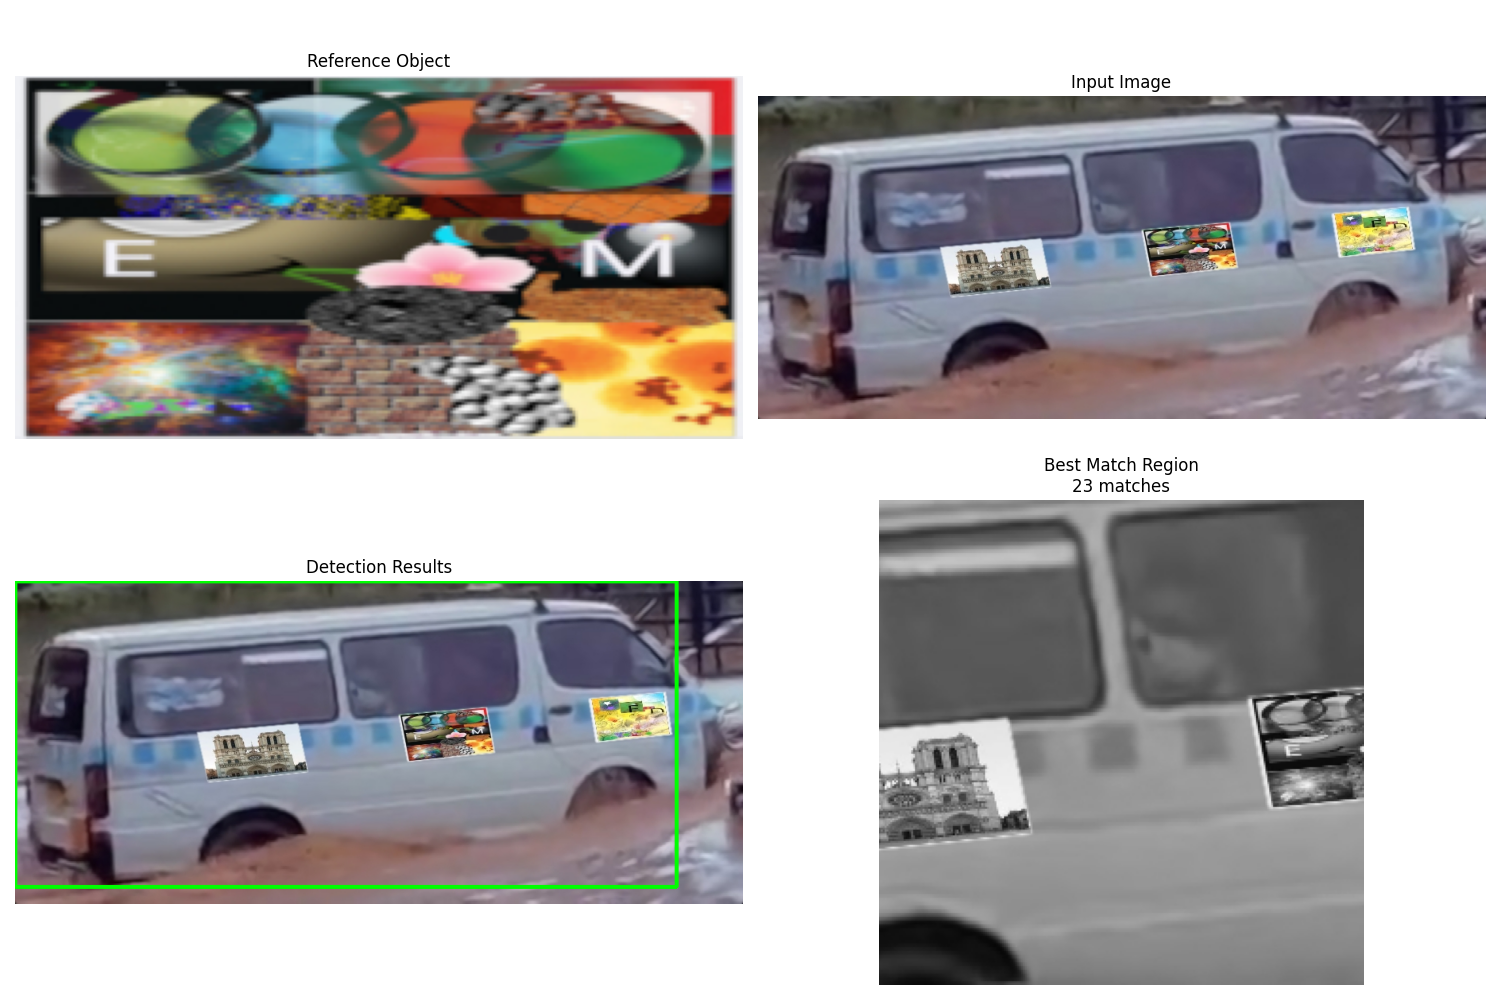 Reference Object
E
M
Input Image
E
M
Detection Results
E
M
Best Match Region
23 matches
E